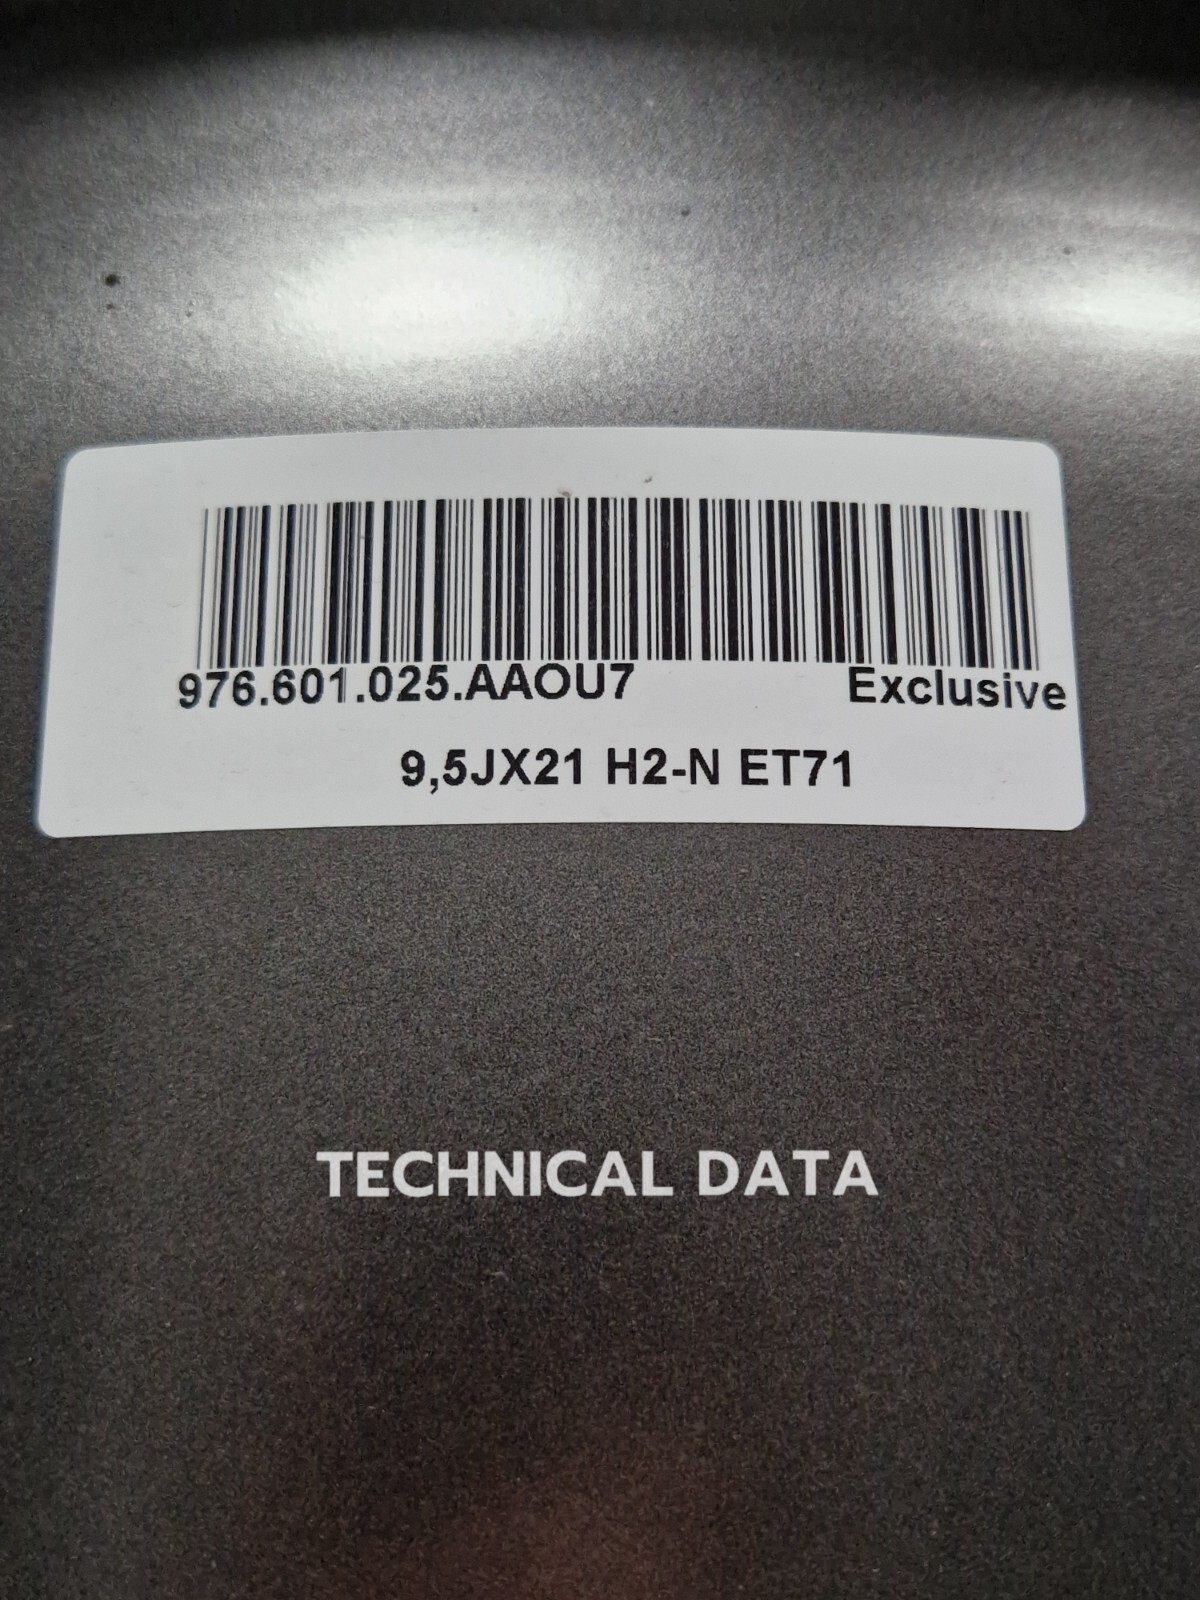 976.601.025.AAOU7 Exclusive
9,5JX21 H2-N ET71
TECHNICAL DATA